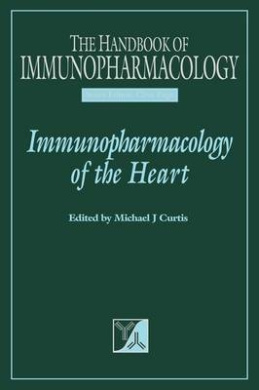 THE HANDBOOK OF
IMMUNOPHARMACOLOGY
Immunopharmacology
of the Heart
Edited by Michael J Curtis